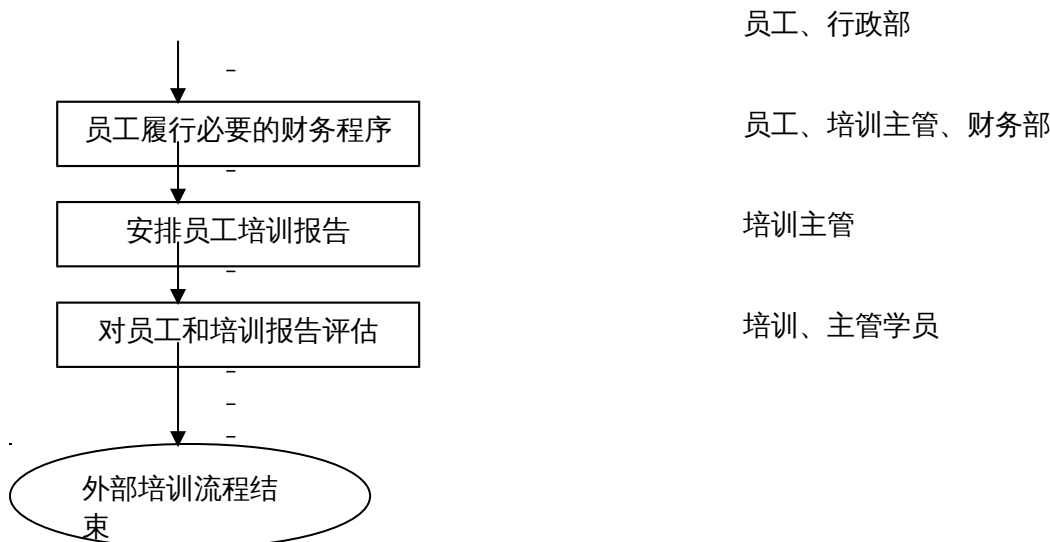 员工、行政部
员工履行必要的财务程序
员工、培训主管、财务部
安排员工培训报告
培训主管
对员工和培训报告评估
培训、主管学员
外部培训流程结
束